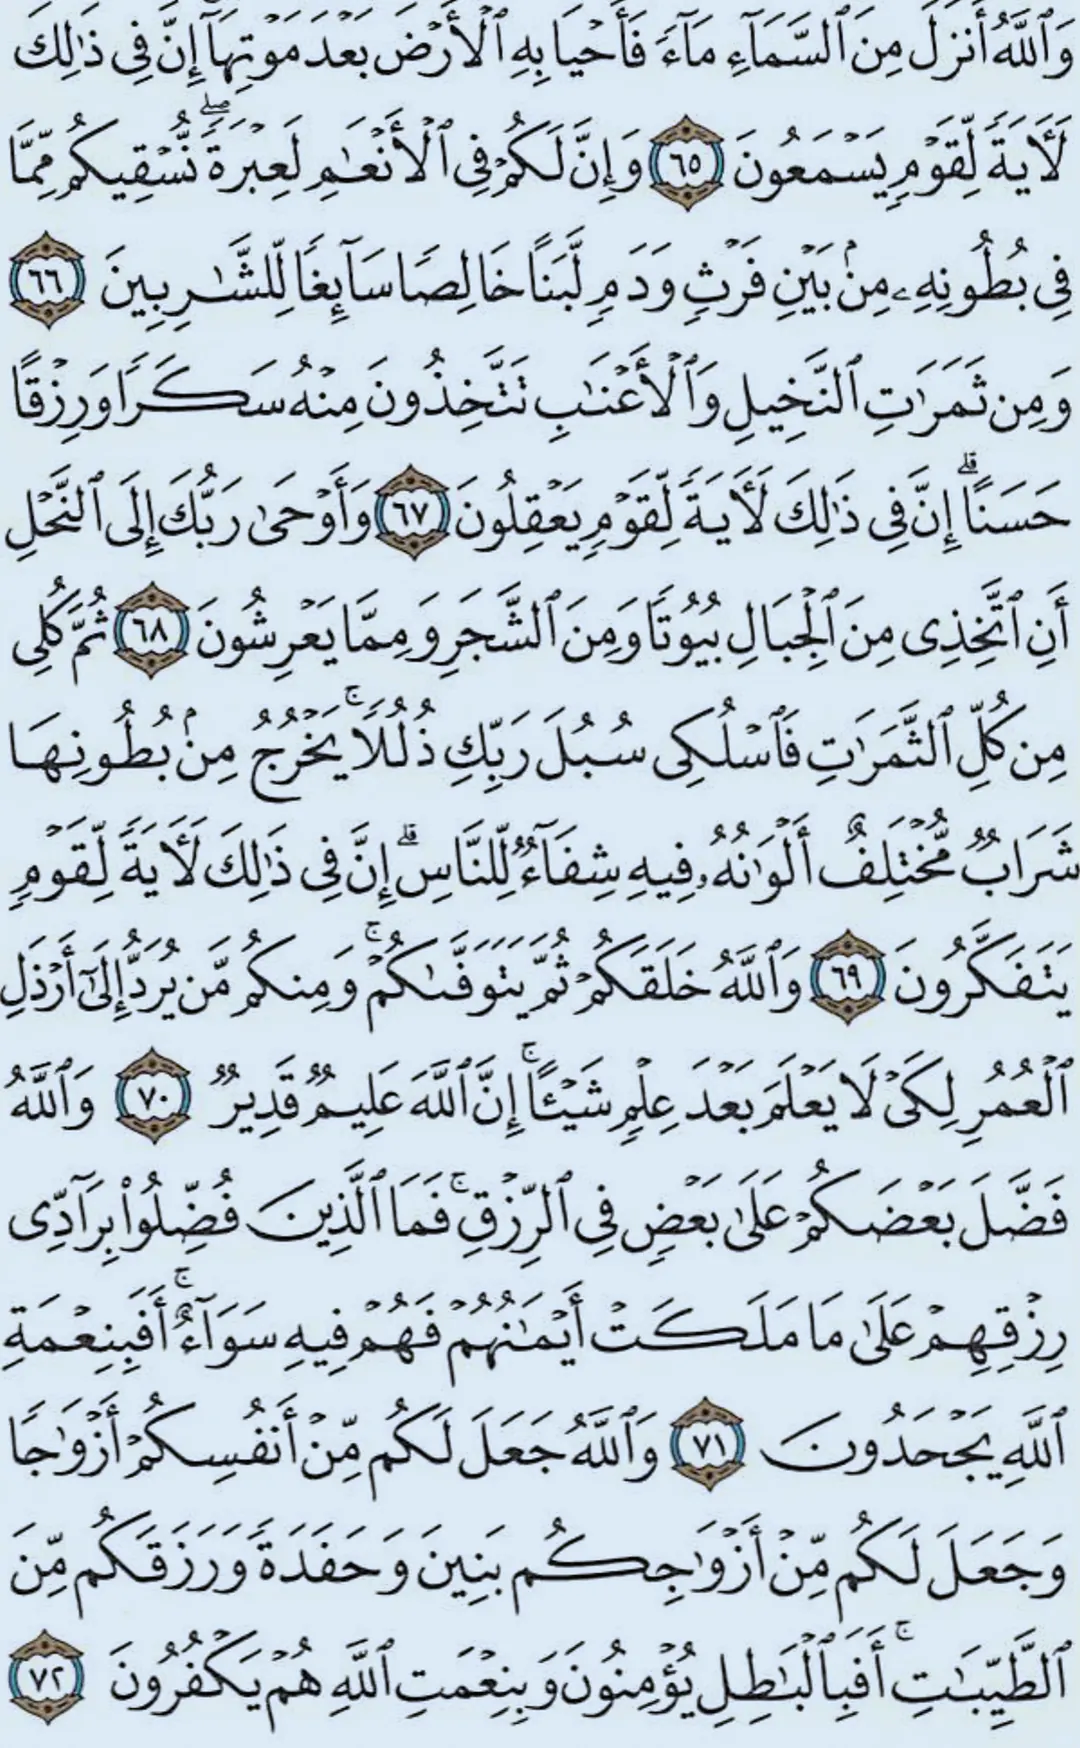 وَٱللَّهُ أَنزَلَ مِنَ ٱلسَّمَآءِ مَآءً فَأَحْيَا بِهِ ٱلْأَرْضَ بَعْدَ مَوْتِهَآ إِنَّ فِى ذَٰلِكَ
لَءَايَةً لِّقَوْمٍ يَسْمَعُونَ ٦٥ وَإِنَّ لَكُمْ فِى ٱلْأَنْعَٰمِ لَعِبْرَةً ۖ نُّسْقِيكُم مِّمَّا
فِى بُطُونِهِۦ مِنۢ بَيْنِ فَرْثٍ وَدَمٍ لَّبَنًا خَالِصًا سَآئِغًا لِّلشَّٰرِبِينَ ٦٦
وَمِن ثَمَرَٰتِ ٱلنَّخِيلِ وَٱلْأَعْنَٰبِ تَتَّخِذُونَ مِنْهُ سَكَرًا وَرِزْقًا
حَسَنًا ۗ إِنَّ فِى ذَٰلِكَ لَءَايَةً لِّقَوْمٍ يَعْقِلُونَ ٦٧ وَأَوْحَىٰ رَبُّكَ إِلَى ٱلنَّحْلِ
أَنِ ٱتَّخِذِى مِنَ ٱلْجِبَالِ بُيُوتًا وَمِنَ ٱلشَّجَرِ وَمِمَّا يَعْرِشُونَ ٦٨ ثُمَّ كُلِى
مِن كُلِّ ٱلثَّمَرَٰتِ فَٱسْلُكِى سُبُلَ رَبِّكِ ذُلُلًا ۚ يَخْرُجُ مِنۢ بُطُونِهَا
شَرَابٌ مُّخْتَلِفٌ أَلْوَٰنُهُۥ فِيهِ شِفَآءٌ لِّلنَّاسِ ۗ إِنَّ فِى ذَٰلِكَ لَءَايَةً لِّقَوْمٍ
يَتَفَكَّرُونَ ٦٩ وَٱللَّهُ خَلَقَكُمْ ثُمَّ يَتَوَفَّىٰكُمْ ۚ وَمِنكُم مَّن يُرَدُّ إِلَىٰٓ أَرْذَلِ
ٱلْعُمُرِ لِكَىْ لَا يَعْلَمَ بَعْدَ عِلْمٍ شَيْـًٔا ۚ إِنَّ ٱللَّهَ عَلِيمٌ قَدِيرٌ ٧٠ وَٱللَّهُ
فَضَّلَ بَعْضَكُمْ عَلَىٰ بَعْضٍ فِى ٱلرِّزْقِ ۚ فَمَا ٱلَّذِينَ فُضِّلُوا۟ بِرَآدِّى
رِزْقِهِمْ عَلَىٰ مَا مَلَكَتْ أَيْمَٰنُهُمْ فَهُمْ فِيهِ سَوَآءٌ ۚ أَفَبِنِعْمَةِ
ٱللَّهِ يَجْحَدُونَ ٧١ وَٱللَّهُ جَعَلَ لَكُم مِّنْ أَنفُسِكُمْ أَزْوَٰجًا
وَجَعَلَ لَكُم مِّنْ أَزْوَٰجِكُم بَنِينَ وَحَفَدَةً وَرَزَقَكُم مِّنَ
ٱلطَّيِّبَٰتِ ۚ أَفَبِٱلْبَٰطِلِ يُؤْمِنُونَ وَبِنِعْمَتِ ٱللَّهِ هُمْ يَكْفُرُونَ ٧٢